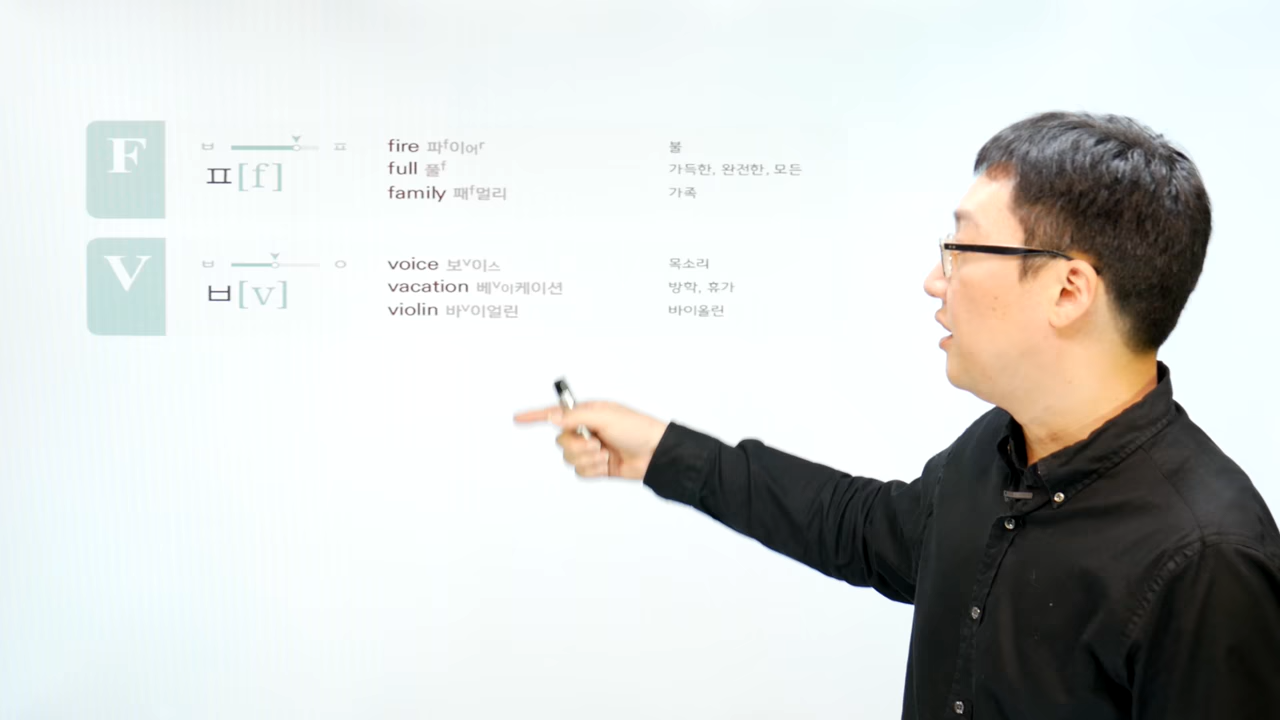 F
ㅂ ㅍ
ㅍ[f]
fire 파ᶠ이어ʳ 불
full 풀ᶠ 가득한, 완전한, 모든
family 패ᶠ멀리 가족
V
ㅂ ㅇ
ㅂ[v]
voice 보ᵛ이스 목소리
vacation 베ᵛ이케이션 방학, 휴가
violin 바ᵛ이얼린 바이올린